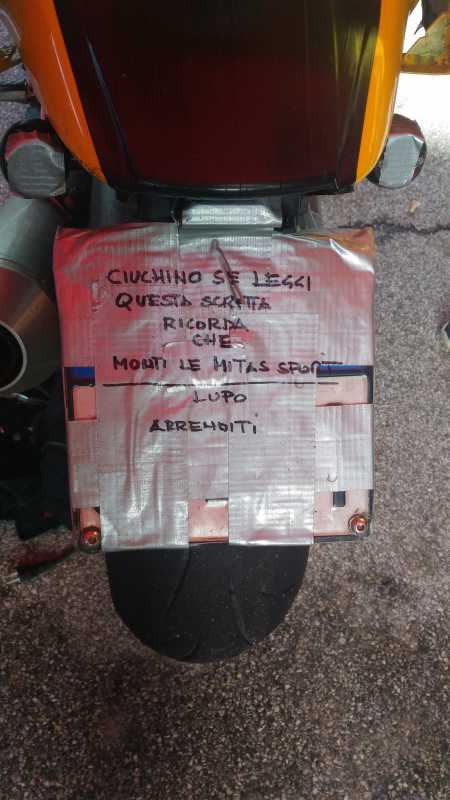 CIUCHINO SE LEGGI
QUESTA SCRITTA
RICORDA
CHE
MONTI LE MITAS SPORT
LUPO
ARRENDITI